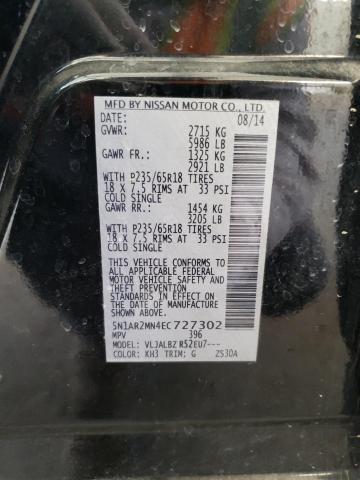 MFD BY NISSAN MOTOR CO., LTD.
DATE: 08/14
GVWR: 2715 KG
5986 LB
GAWR FR.: 1325 KG
2921 LB
WITH P235/65R18 TIRES
18 X 7.5 RIMS AT 33 PSI
COLD SINGLE
GAWR RR.: 1454 KG
3205 LB
WITH P235/65R18 TIRES
18 X 7.5 RIMS AT 33 PSI
COLD SINGLE
THIS VEHICLE CONFORMS TO
ALL APPLICABLE FEDERAL
MOTOR VEHICLE SAFETY
AND THEFT PREVENTION
STANDARDS IN EFFECT ON
THE DATE OF MANUFACTURE
SHOWN ABOVE.
5N1AR2MN4EC727302
MPV 396
MODEL: VLJALBZ R52EU7---
COLOR: KH3 TRIM: G ZS30A